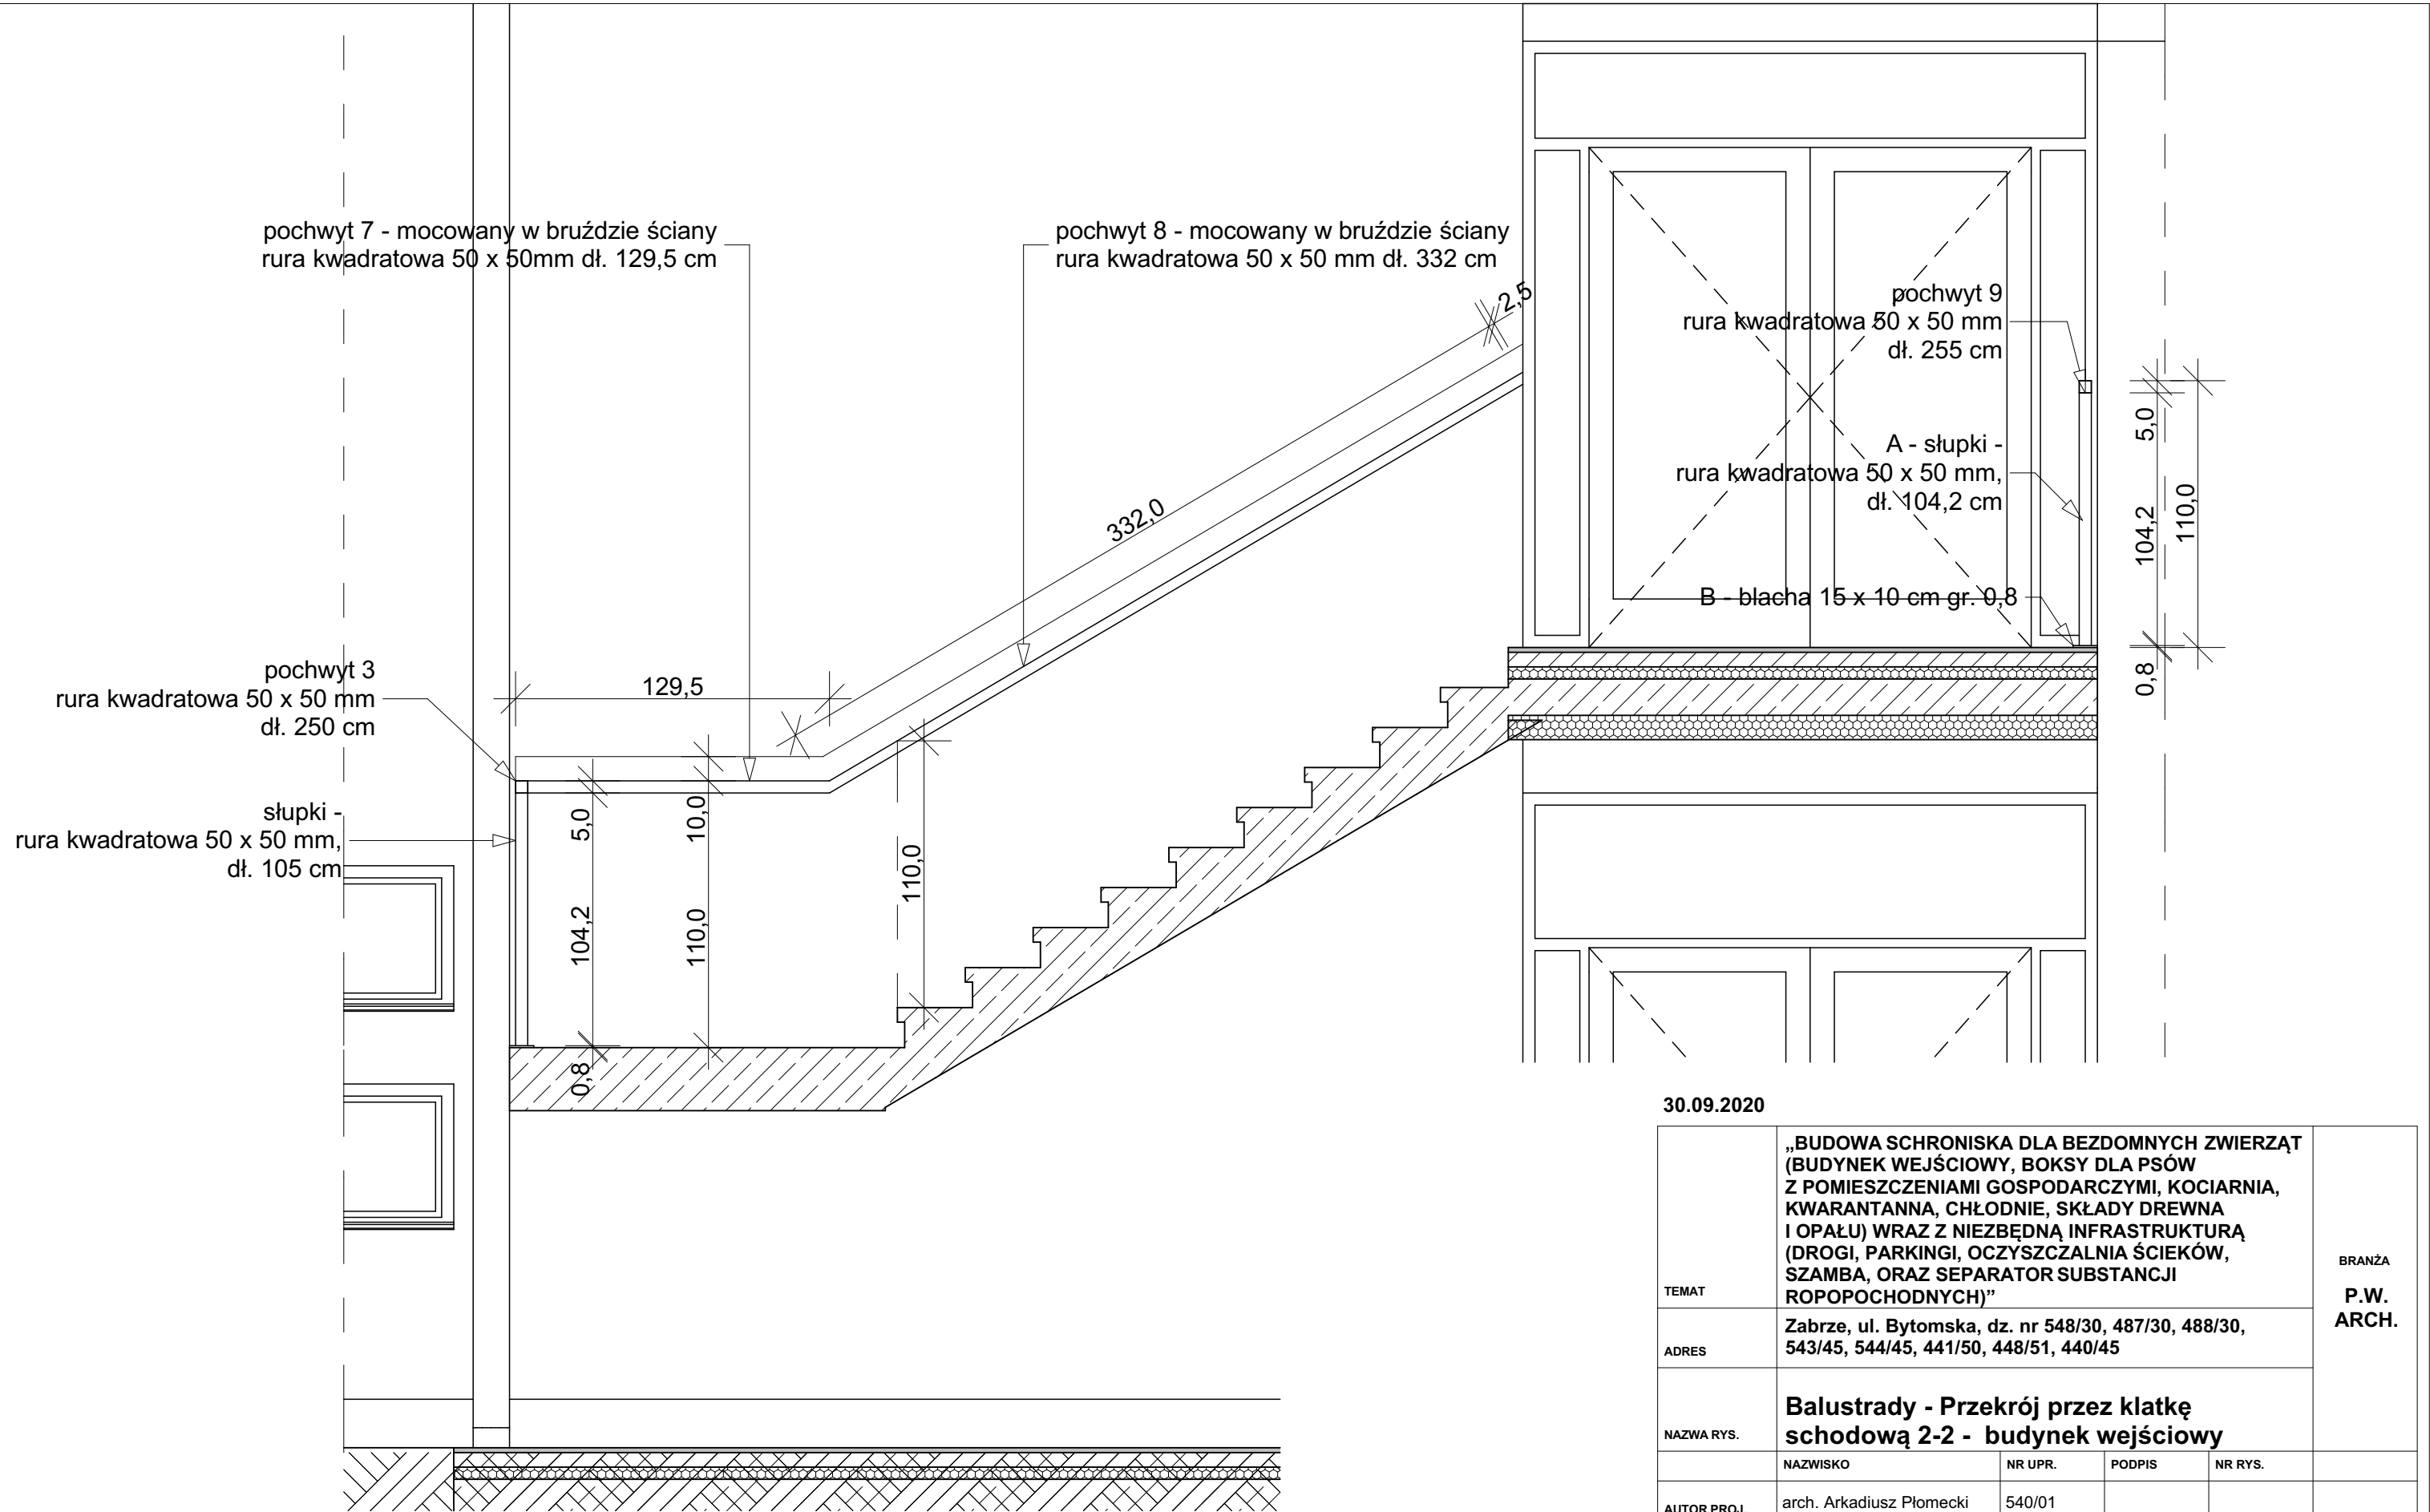 pochwyt 7 - mocowany w bruździe ściany
rura kwadratowa 50 x 50mm dł. 129,5 cm
pochwyt 8 - mocowany w bruździe ściany
rura kwadratowa 50 x 50 mm dł. 332 cm
2,5
pochwyt 9
rura kwadratowa 50 x 50 mm
dł. 255 cm
A - słupki -
rura kwadratowa 50 x 50 mm,
dł. 104,2 cm
B - blacha 15 x 10 cm gr. 0,8
5,0
104,2
110,0
0,8
332,0
pochwyt 3
rura kwadratowa 50 x 50 mm
dł. 250 cm
129,5
słupki -
rura kwadratowa 50 x 50 mm,
dł. 105 cm
5,0
10,0
104,2
110,0
110,0
0,8
30.09.2020
TEMAT
„BUDOWA SCHRONISKA DLA BEZDOMNYCH ZWIERZĄT
(BUDYNEK WEJŚCIOWY, BOKSY DLA PSÓW
Z POMIESZCZENIAMI GOSPODARCZYMI, KOCIARNIA,
KWARANTANNA, CHŁODNIE, SKŁADY DREWNA
I OPAŁU) WRAZ Z NIEZBĘDNĄ INFRASTRUKTURĄ
(DROGI, PARKINGI, OCZYSZCZALNIA ŚCIEKÓW,
SZAMBA, ORAZ SEPARATOR SUBSTANCJI
ROPOPOCHODNYCH)”
BRANŻA
P.W.
ARCH.
ADRES
Zabrze, ul. Bytomska, dz. nr 548/30, 487/30, 488/30,
543/45, 544/45, 441/50, 448/51, 440/45
NAZWA RYS.
Balustrady - Przekrój przez klatkę
schodową 2-2 - budynek wejściowy
NAZWISKO NR UPR. PODPIS NR RYS.
AUTOR PROJ. arch. Arkadiusz Płomecki 540/01